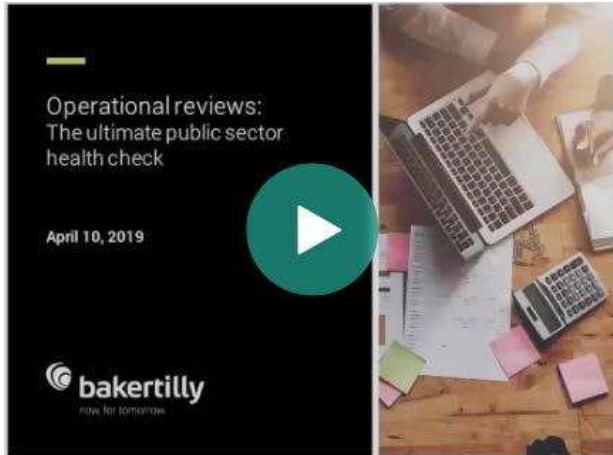 Operational reviews:
The ultimate public sector
health check
April 10, 2019
bakertilly
now, for tomorrow